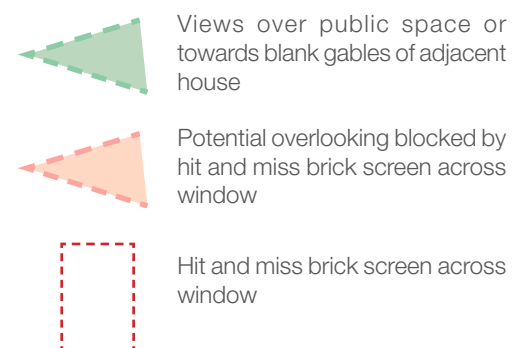 Views over public space or
towards blank gables of adjacent
house
Potential overlooking blocked by
hit and miss brick screen across
window
Hit and miss brick screen across
window